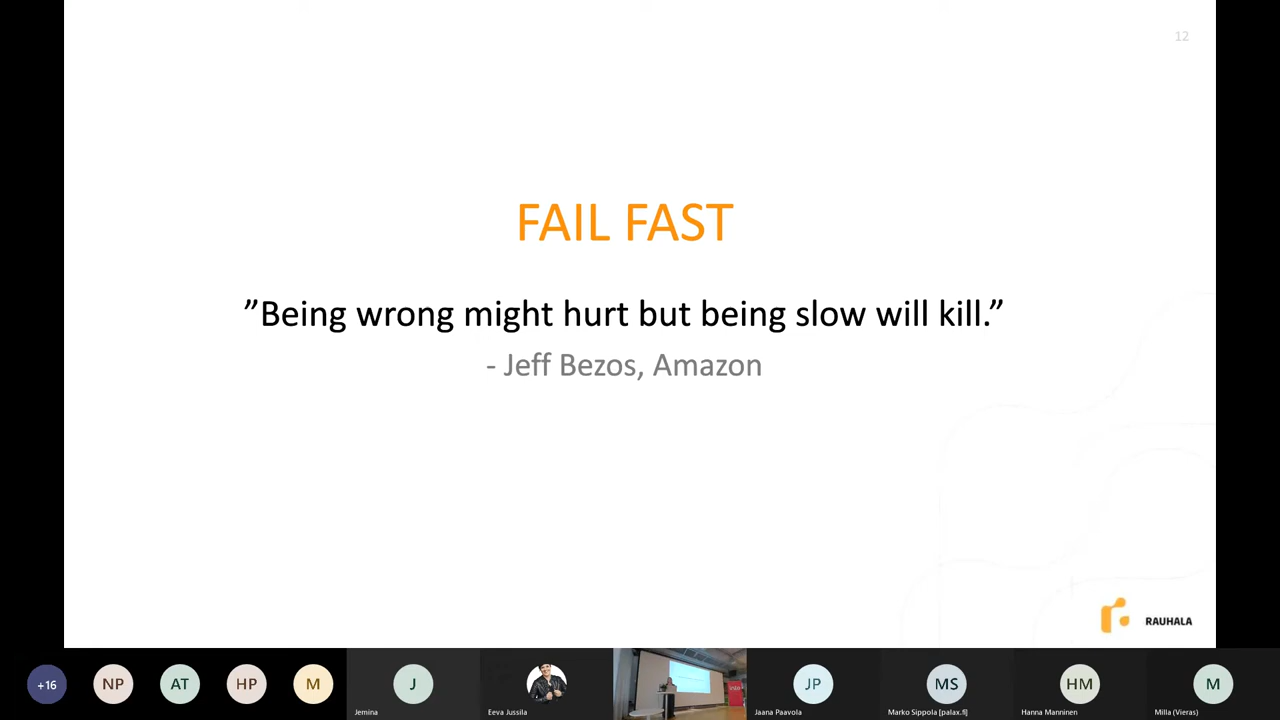 12
FAIL FAST
”Being wrong might hurt but being slow will kill.”
- Jeff Bezos, Amazon
RAUHALA
+16
NP
AT
HP
M
J
JP
MS
HM
M
Jemina
Eeva Jussila
Jaana Paavola
Marko Sippola [palax.fi]
Hanna Manninen
Milla (Vieras)